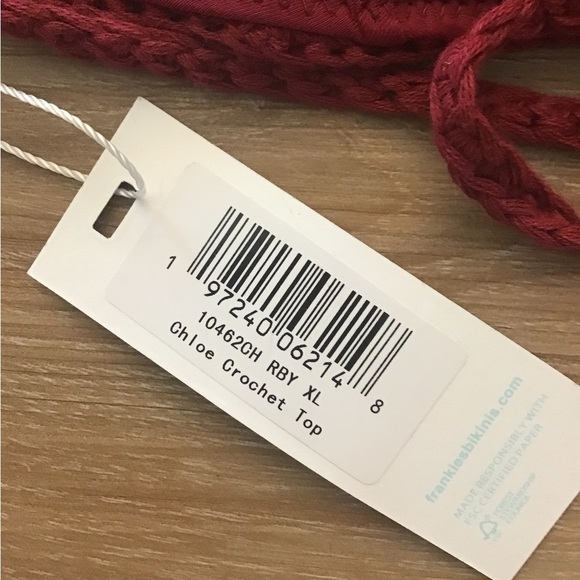 1 97240 06214 8
10462CH RBY XL
Chloe Crochet Top
frankiesbikinis.com
MADE RESPONSIBLY WITH
FSC CERTIFIED PAPER